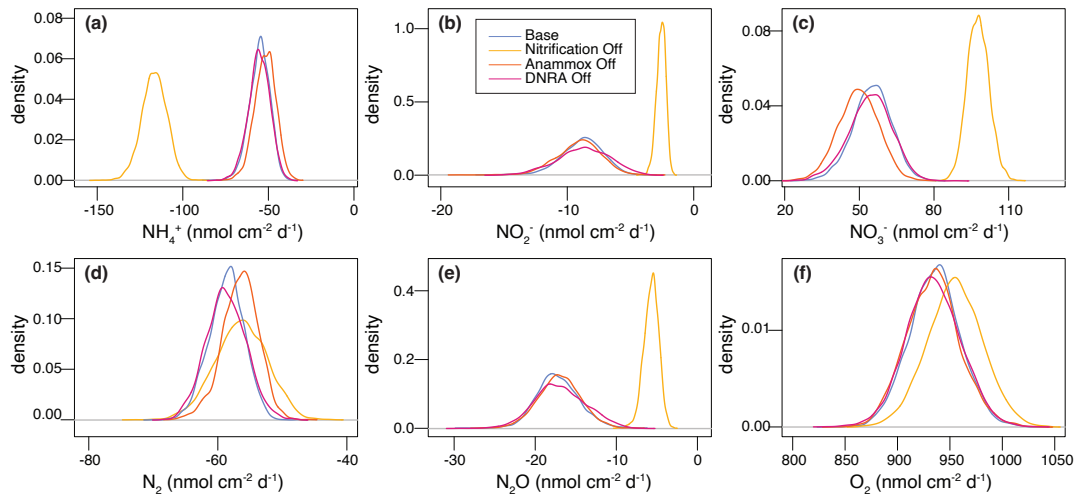 (a)
density
0.08
0.06
0.04
0.02
0.00
-150
-100
-50
0
NH₄⁺ (nmol cm⁻² d⁻¹)
(b)
Base
Nitrification Off
Anammox Off
DNRA Off
density
1.0
0.5
0.0
-20
-10
0
NO₂⁻ (nmol cm⁻² d⁻¹)
(c)
density
0.08
0.04
0.00
20
50
80
110
NO₃⁻ (nmol cm⁻² d⁻¹)
(d)
density
0.15
0.10
0.05
0.00
-80
-60
-40
N₂ (nmol cm⁻² d⁻¹)
(e)
density
0.4
0.2
0.0
-30
-20
-10
0
N₂O (nmol cm⁻² d⁻¹)
(f)
density
0.01
0.00
800
850
900
950
1000
1050
O₂ (nmol cm⁻² d⁻¹)